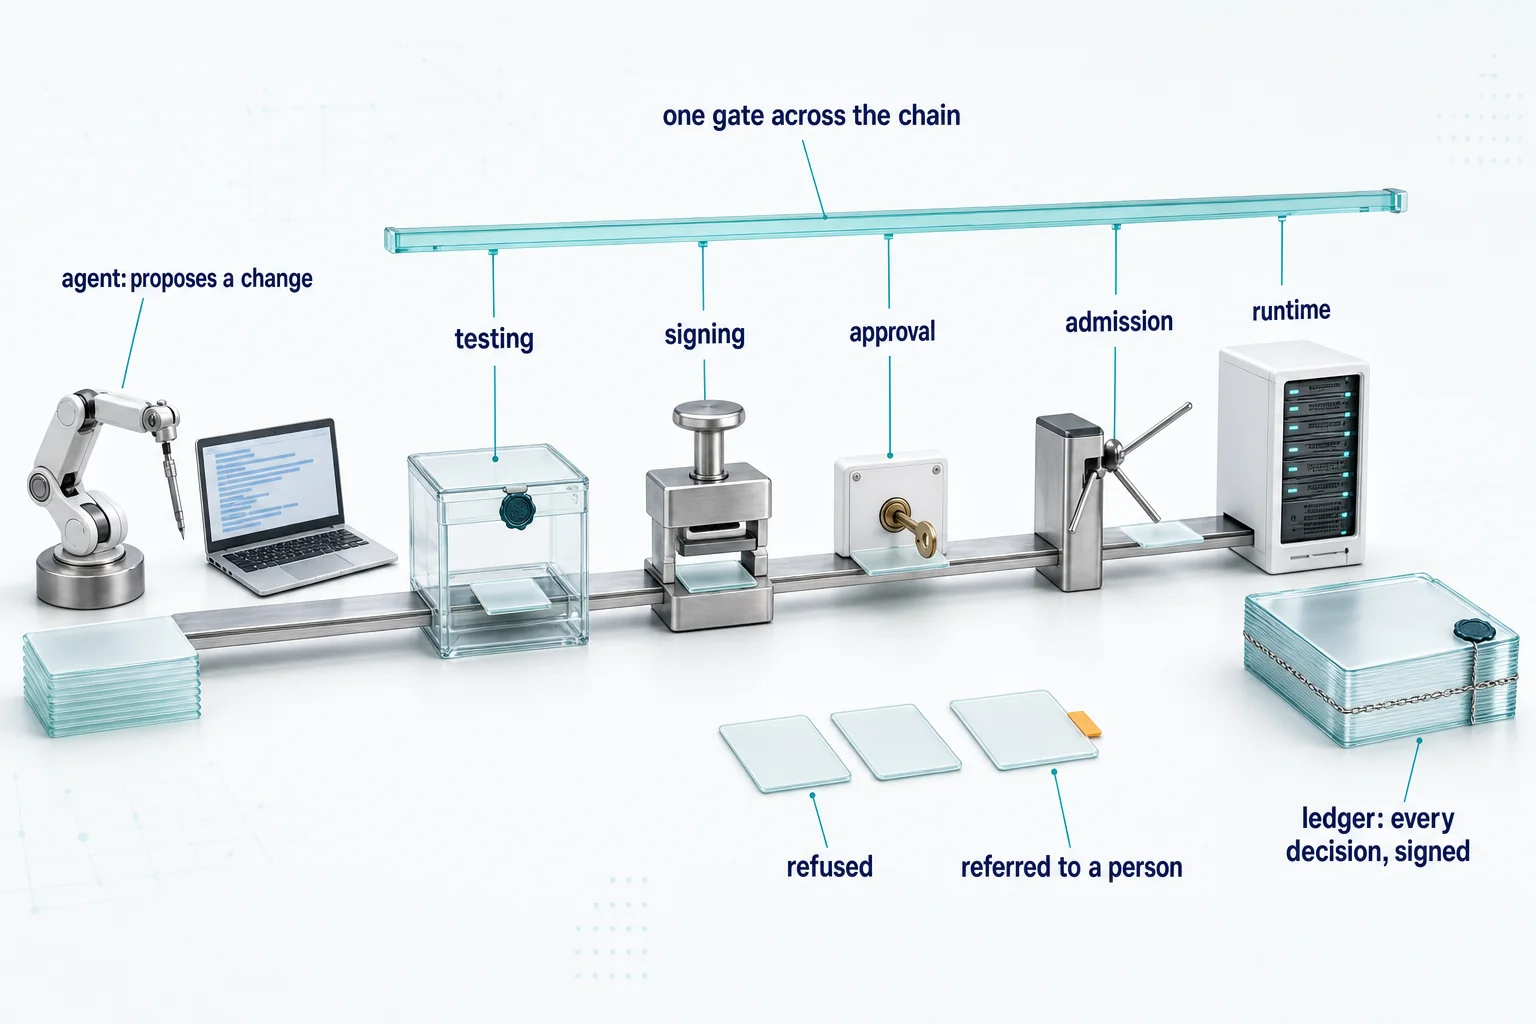 one gate across the chain
agent: proposes a change
testing
signing
approval
admission
runtime
refused
referred to a person
ledger: every
decision, signed